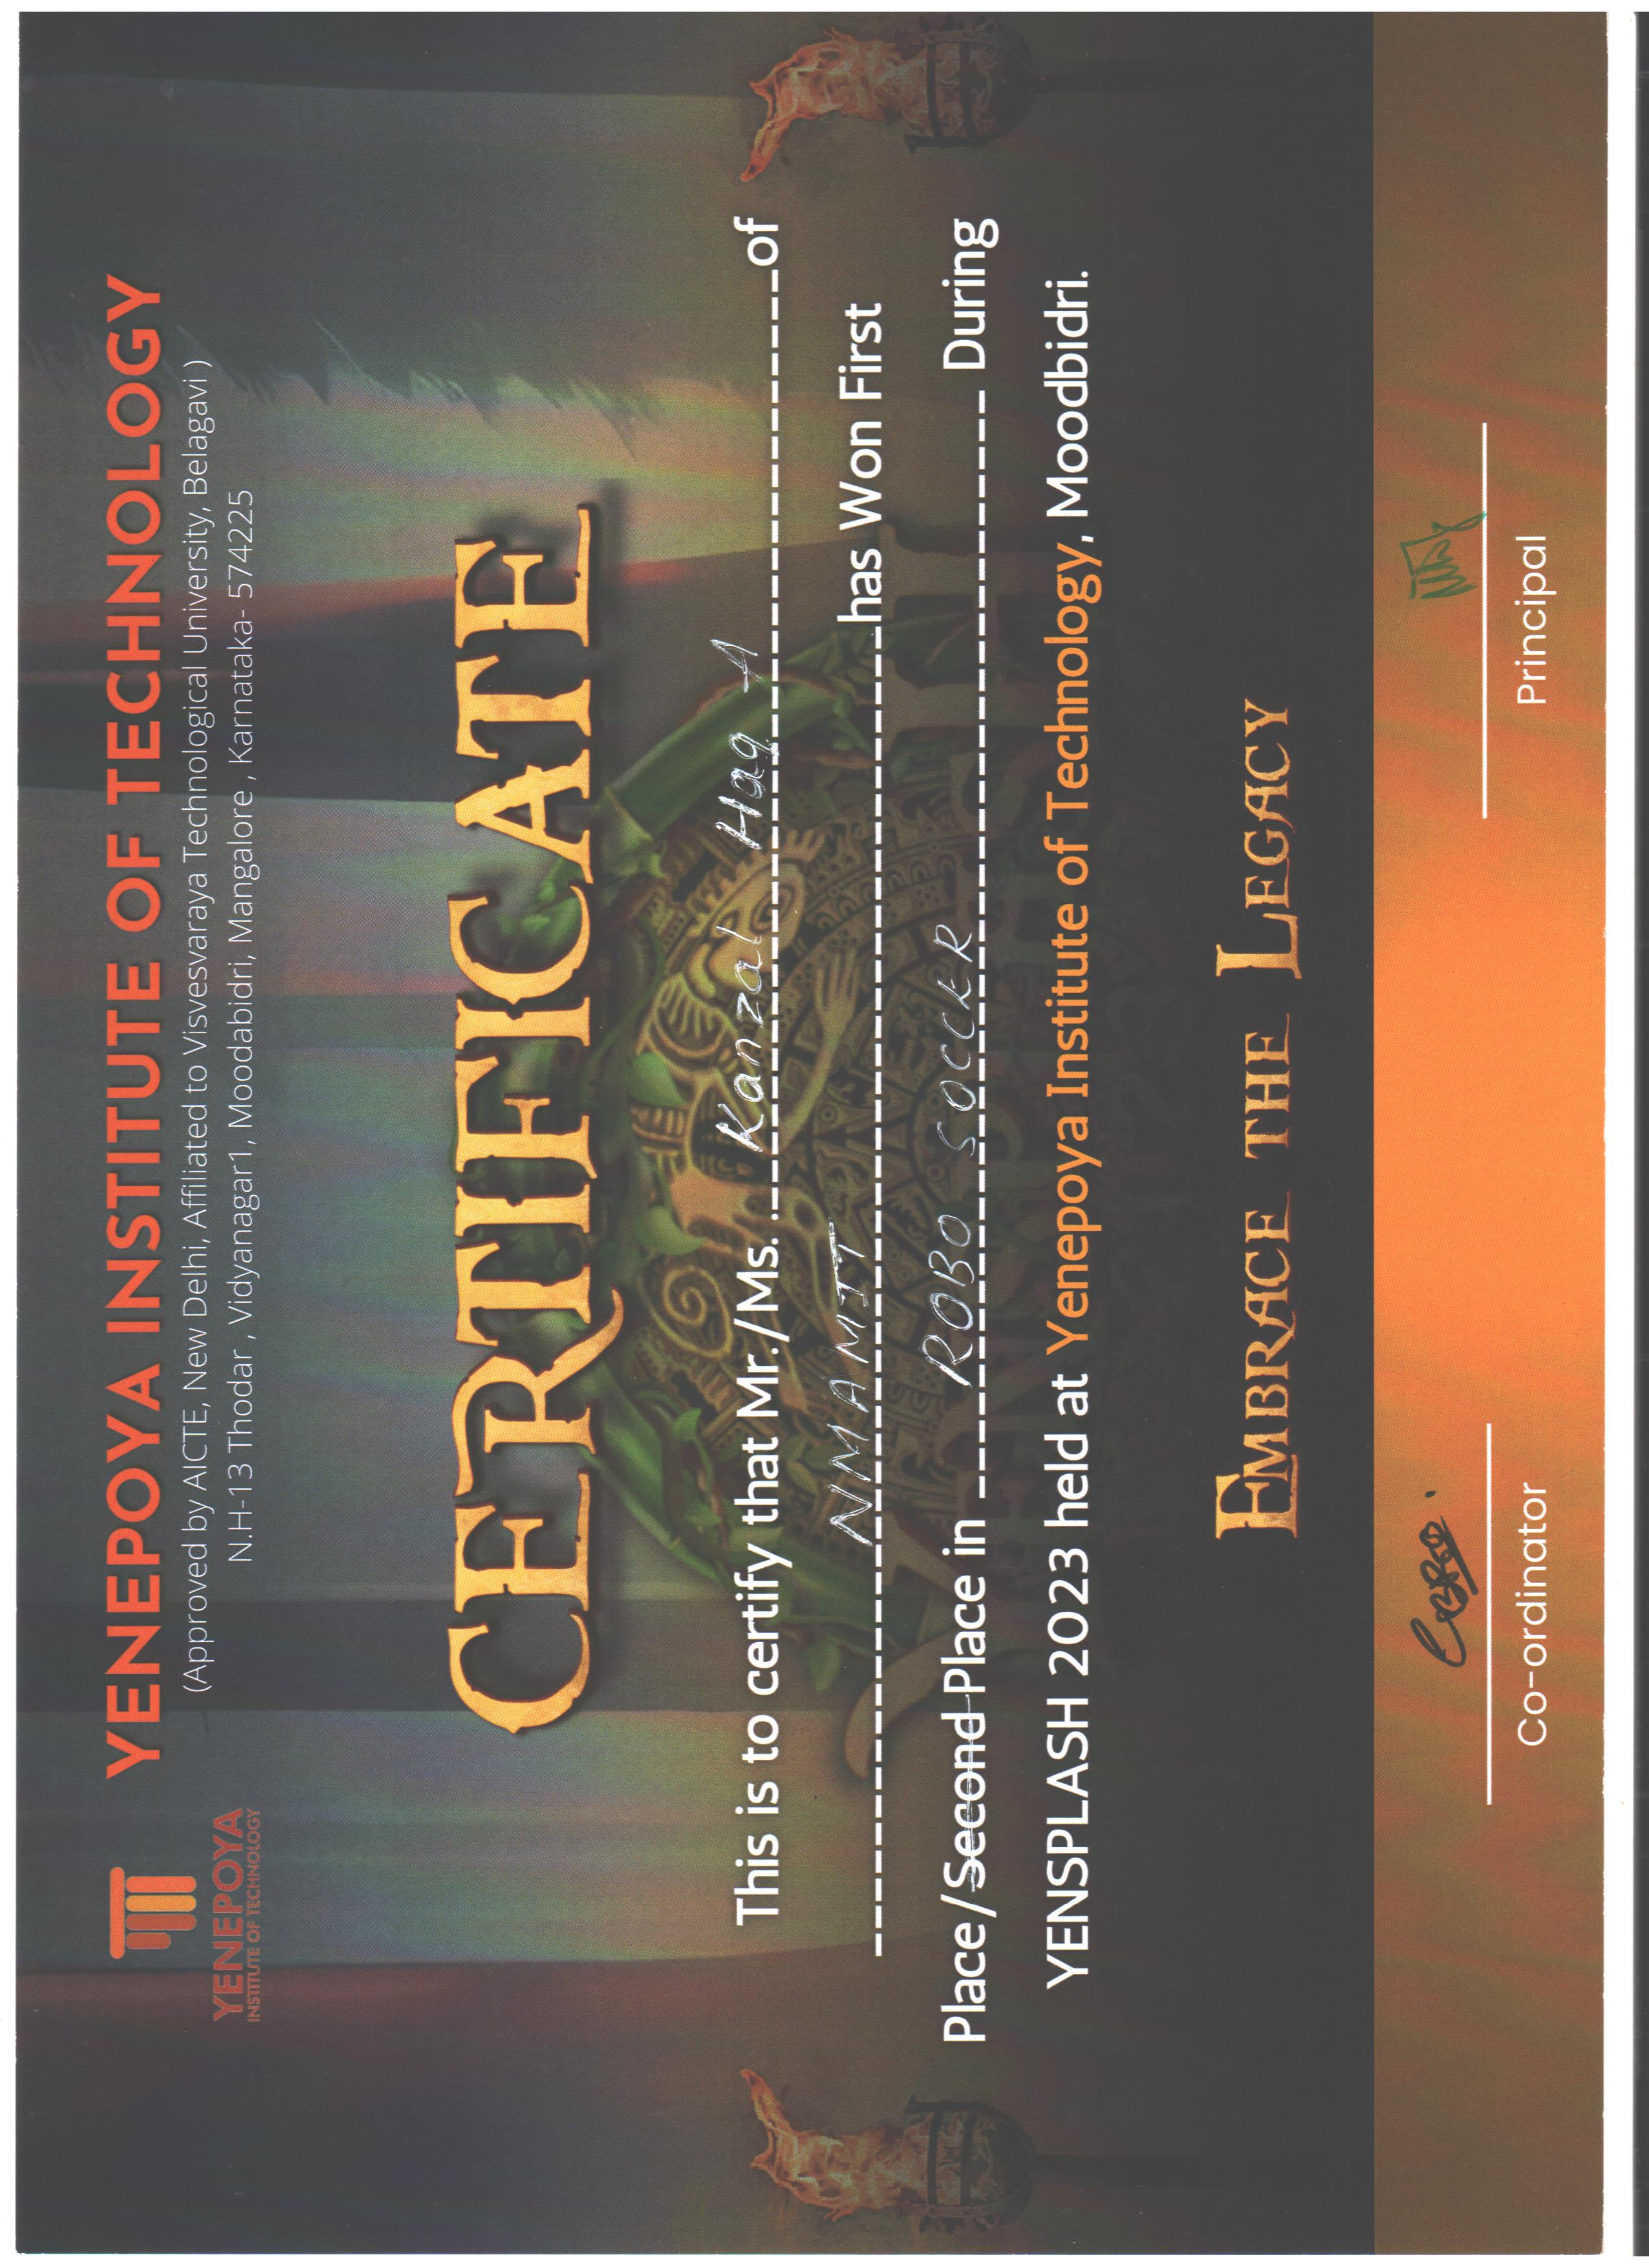 YENEPOYA INSTITUTE OF TECHNOLOGY
(Approved by AICTE, New Delhi, Affiliated to Visvesvaraya Technological University, Belagavi )
N.H-13 Thodar , Vidyanagar1, Moodabidri, Mangalore , Karnataka- 574225
YENEPOYA
INSTITUTE OF TECHNOLOGY
CERTIFICATE
This is to certify that Mr./Ms. Kanzal Haq A of
NMAMIT has Won First
Place/Second Place in ROBO SOCCER During
YENSPLASH 2023 held at Yenepoya Institute of Technology, Moodbidri.
EMBRACE THE LEGACY
Co-ordinator
Principal